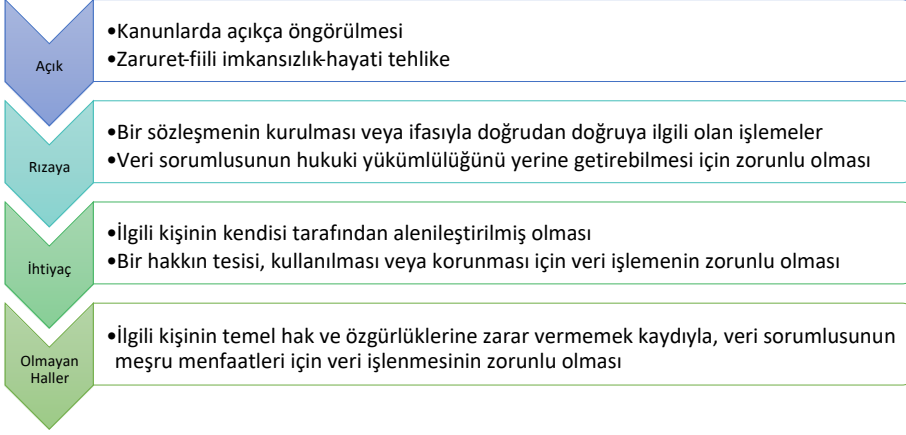 Açık
•Kanunlarda açıkça öngörülmesi
•Zaruret-fiili imkansızlık-hayati tehlike
Rızaya
•Bir sözleşmenin kurulması veya ifasıyla doğrudan doğruya ilgili olan işlemeler
•Veri sorumlusunun hukuki yükümlülüğünü yerine getirebilmesi için zorunlu olması
İhtiyaç
•İlgili kişinin kendisi tarafından alenileştirilmiş olması
•Bir hakkın tesisi, kullanılması veya korunması için veri işlemenin zorunlu olması
Olmayan
Haller
•İlgili kişinin temel hak ve özgürlüklerine zarar vermemek kaydıyla, veri sorumlusunun
meşru menfaatleri için veri işlenmesinin zorunlu olması